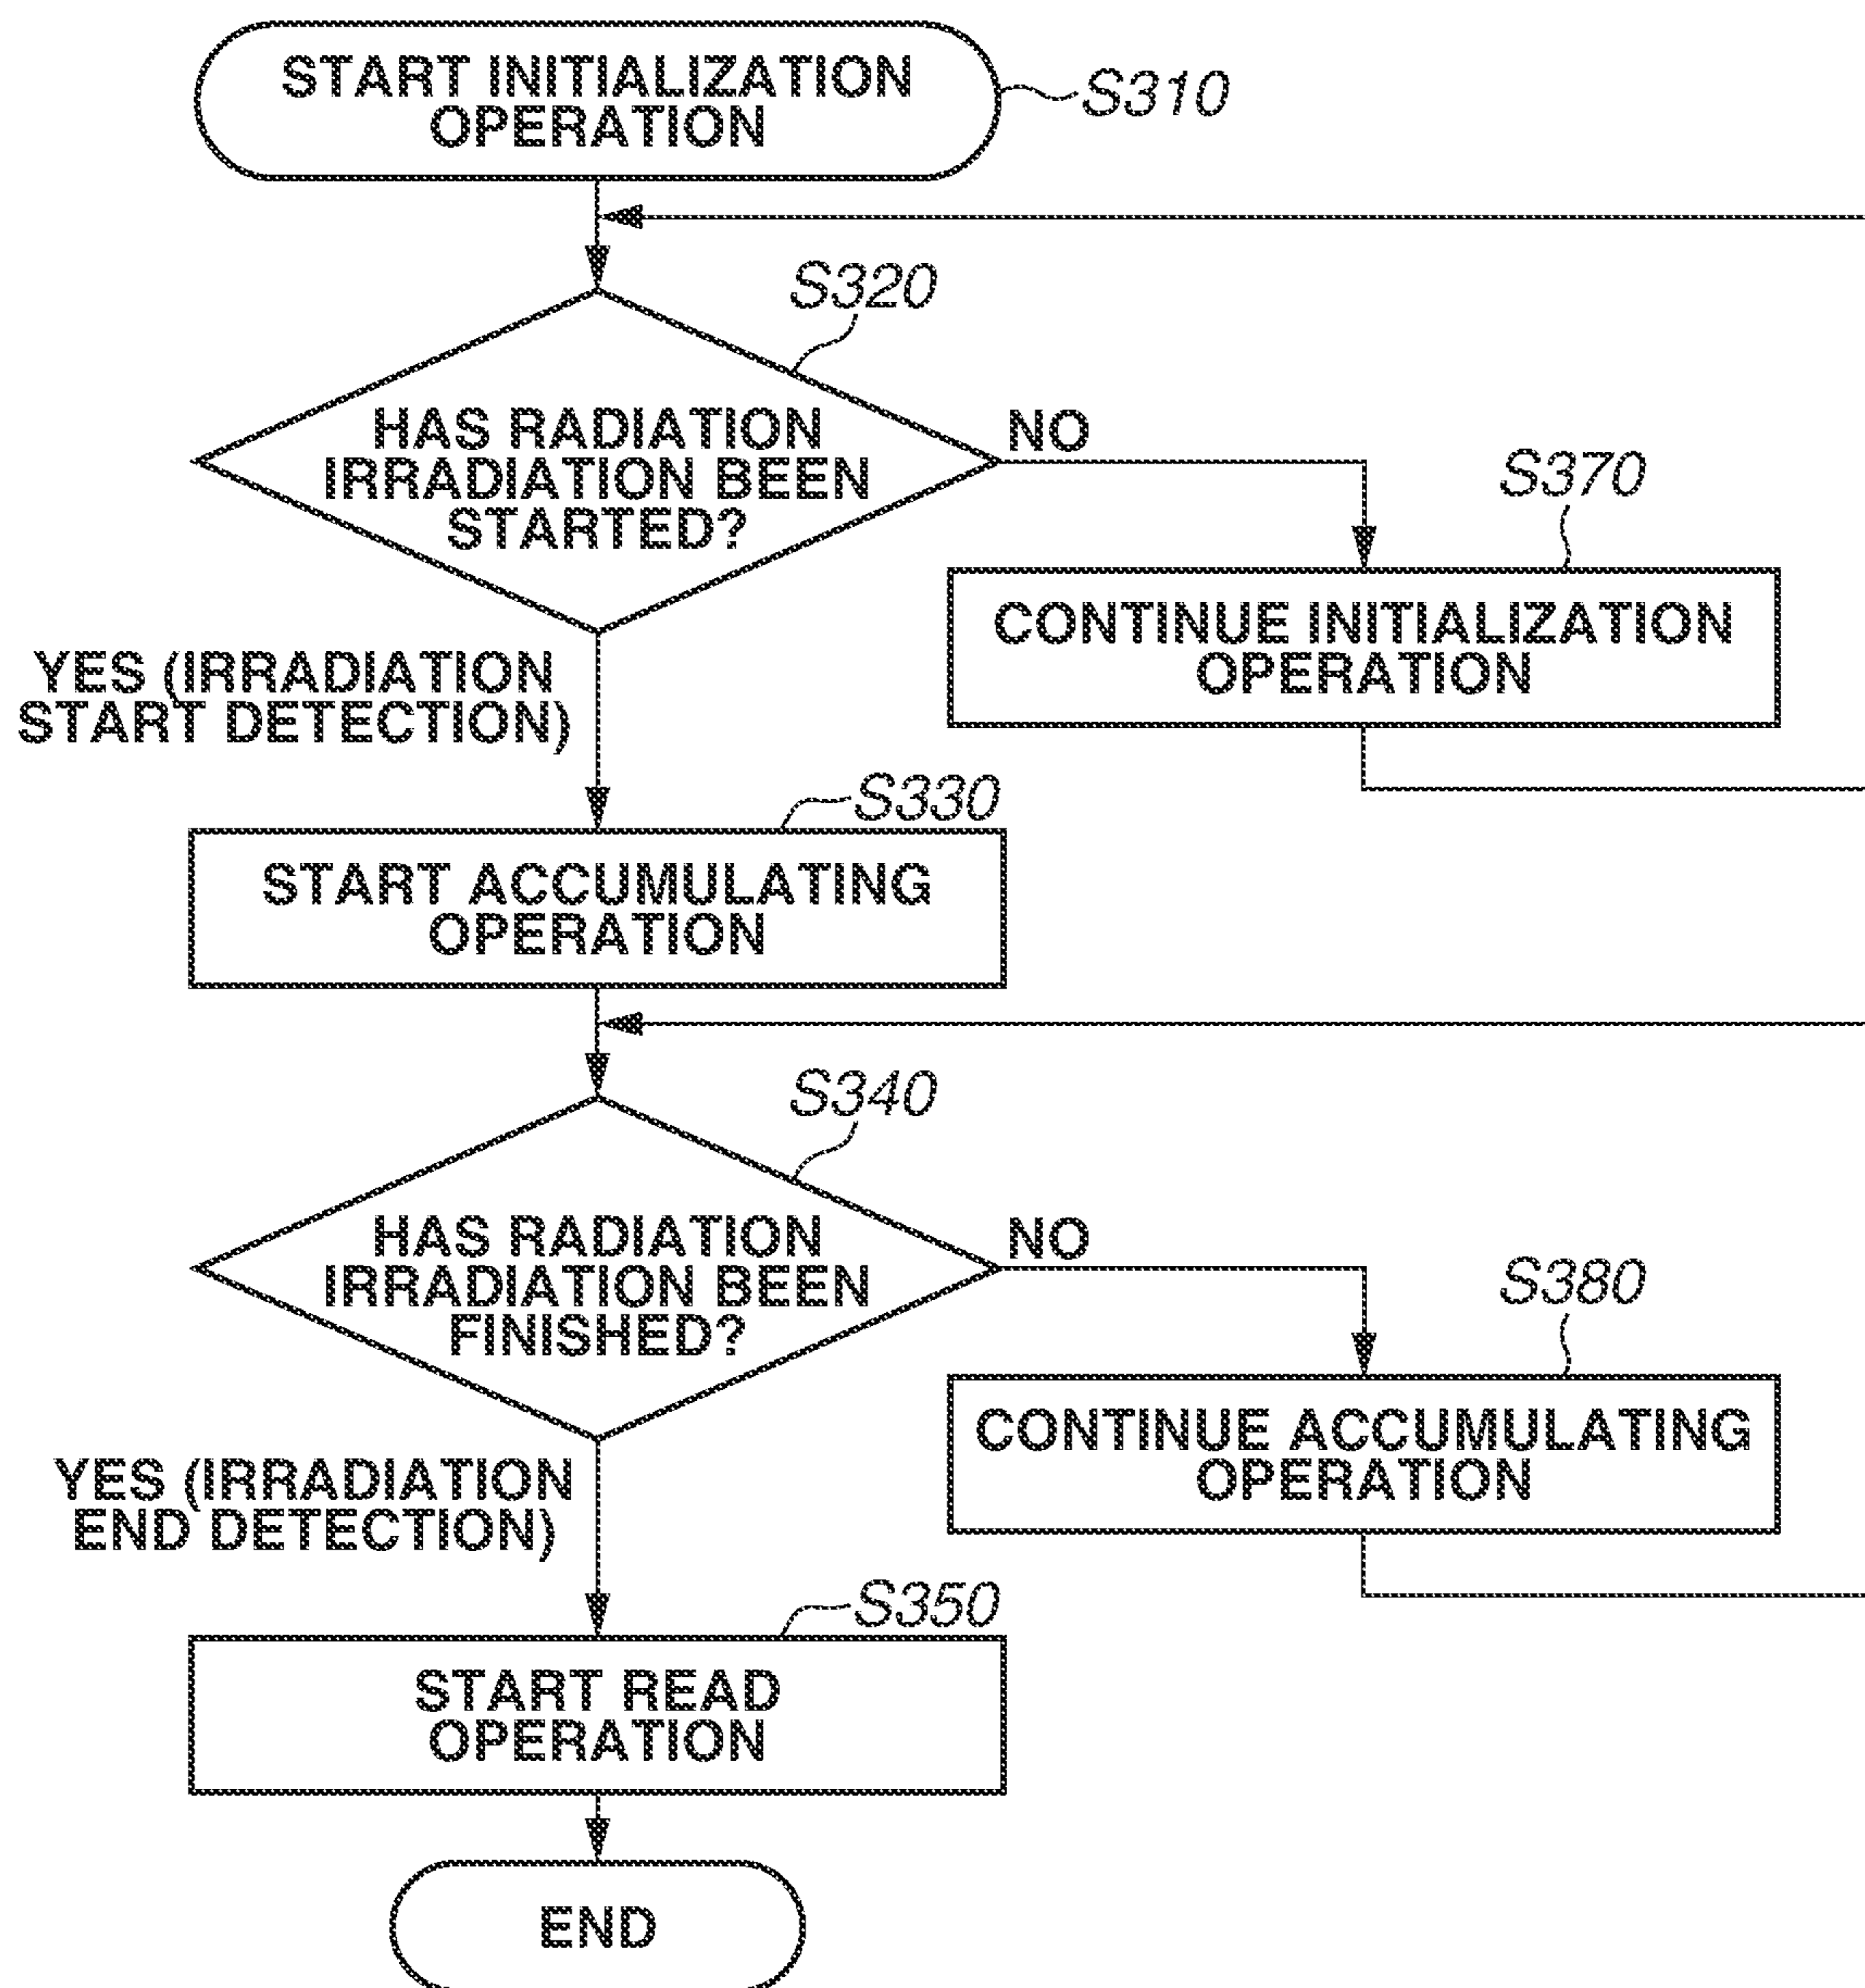 START INITIALIZATION
OPERATION
S310
S320
HAS RADIATION
IRRADIATION BEEN
STARTED?
NO
S370
CONTINUE INITIALIZATION
OPERATION
YES (IRRADIATION
START DETECTION)
S330
START ACCUMULATING
OPERATION
S340
HAS RADIATION
IRRADIATION BEEN
FINISHED?
NO
S380
CONTINUE ACCUMULATING
OPERATION
YES (IRRADIATION
END DETECTION)
S350
START READ
OPERATION
END